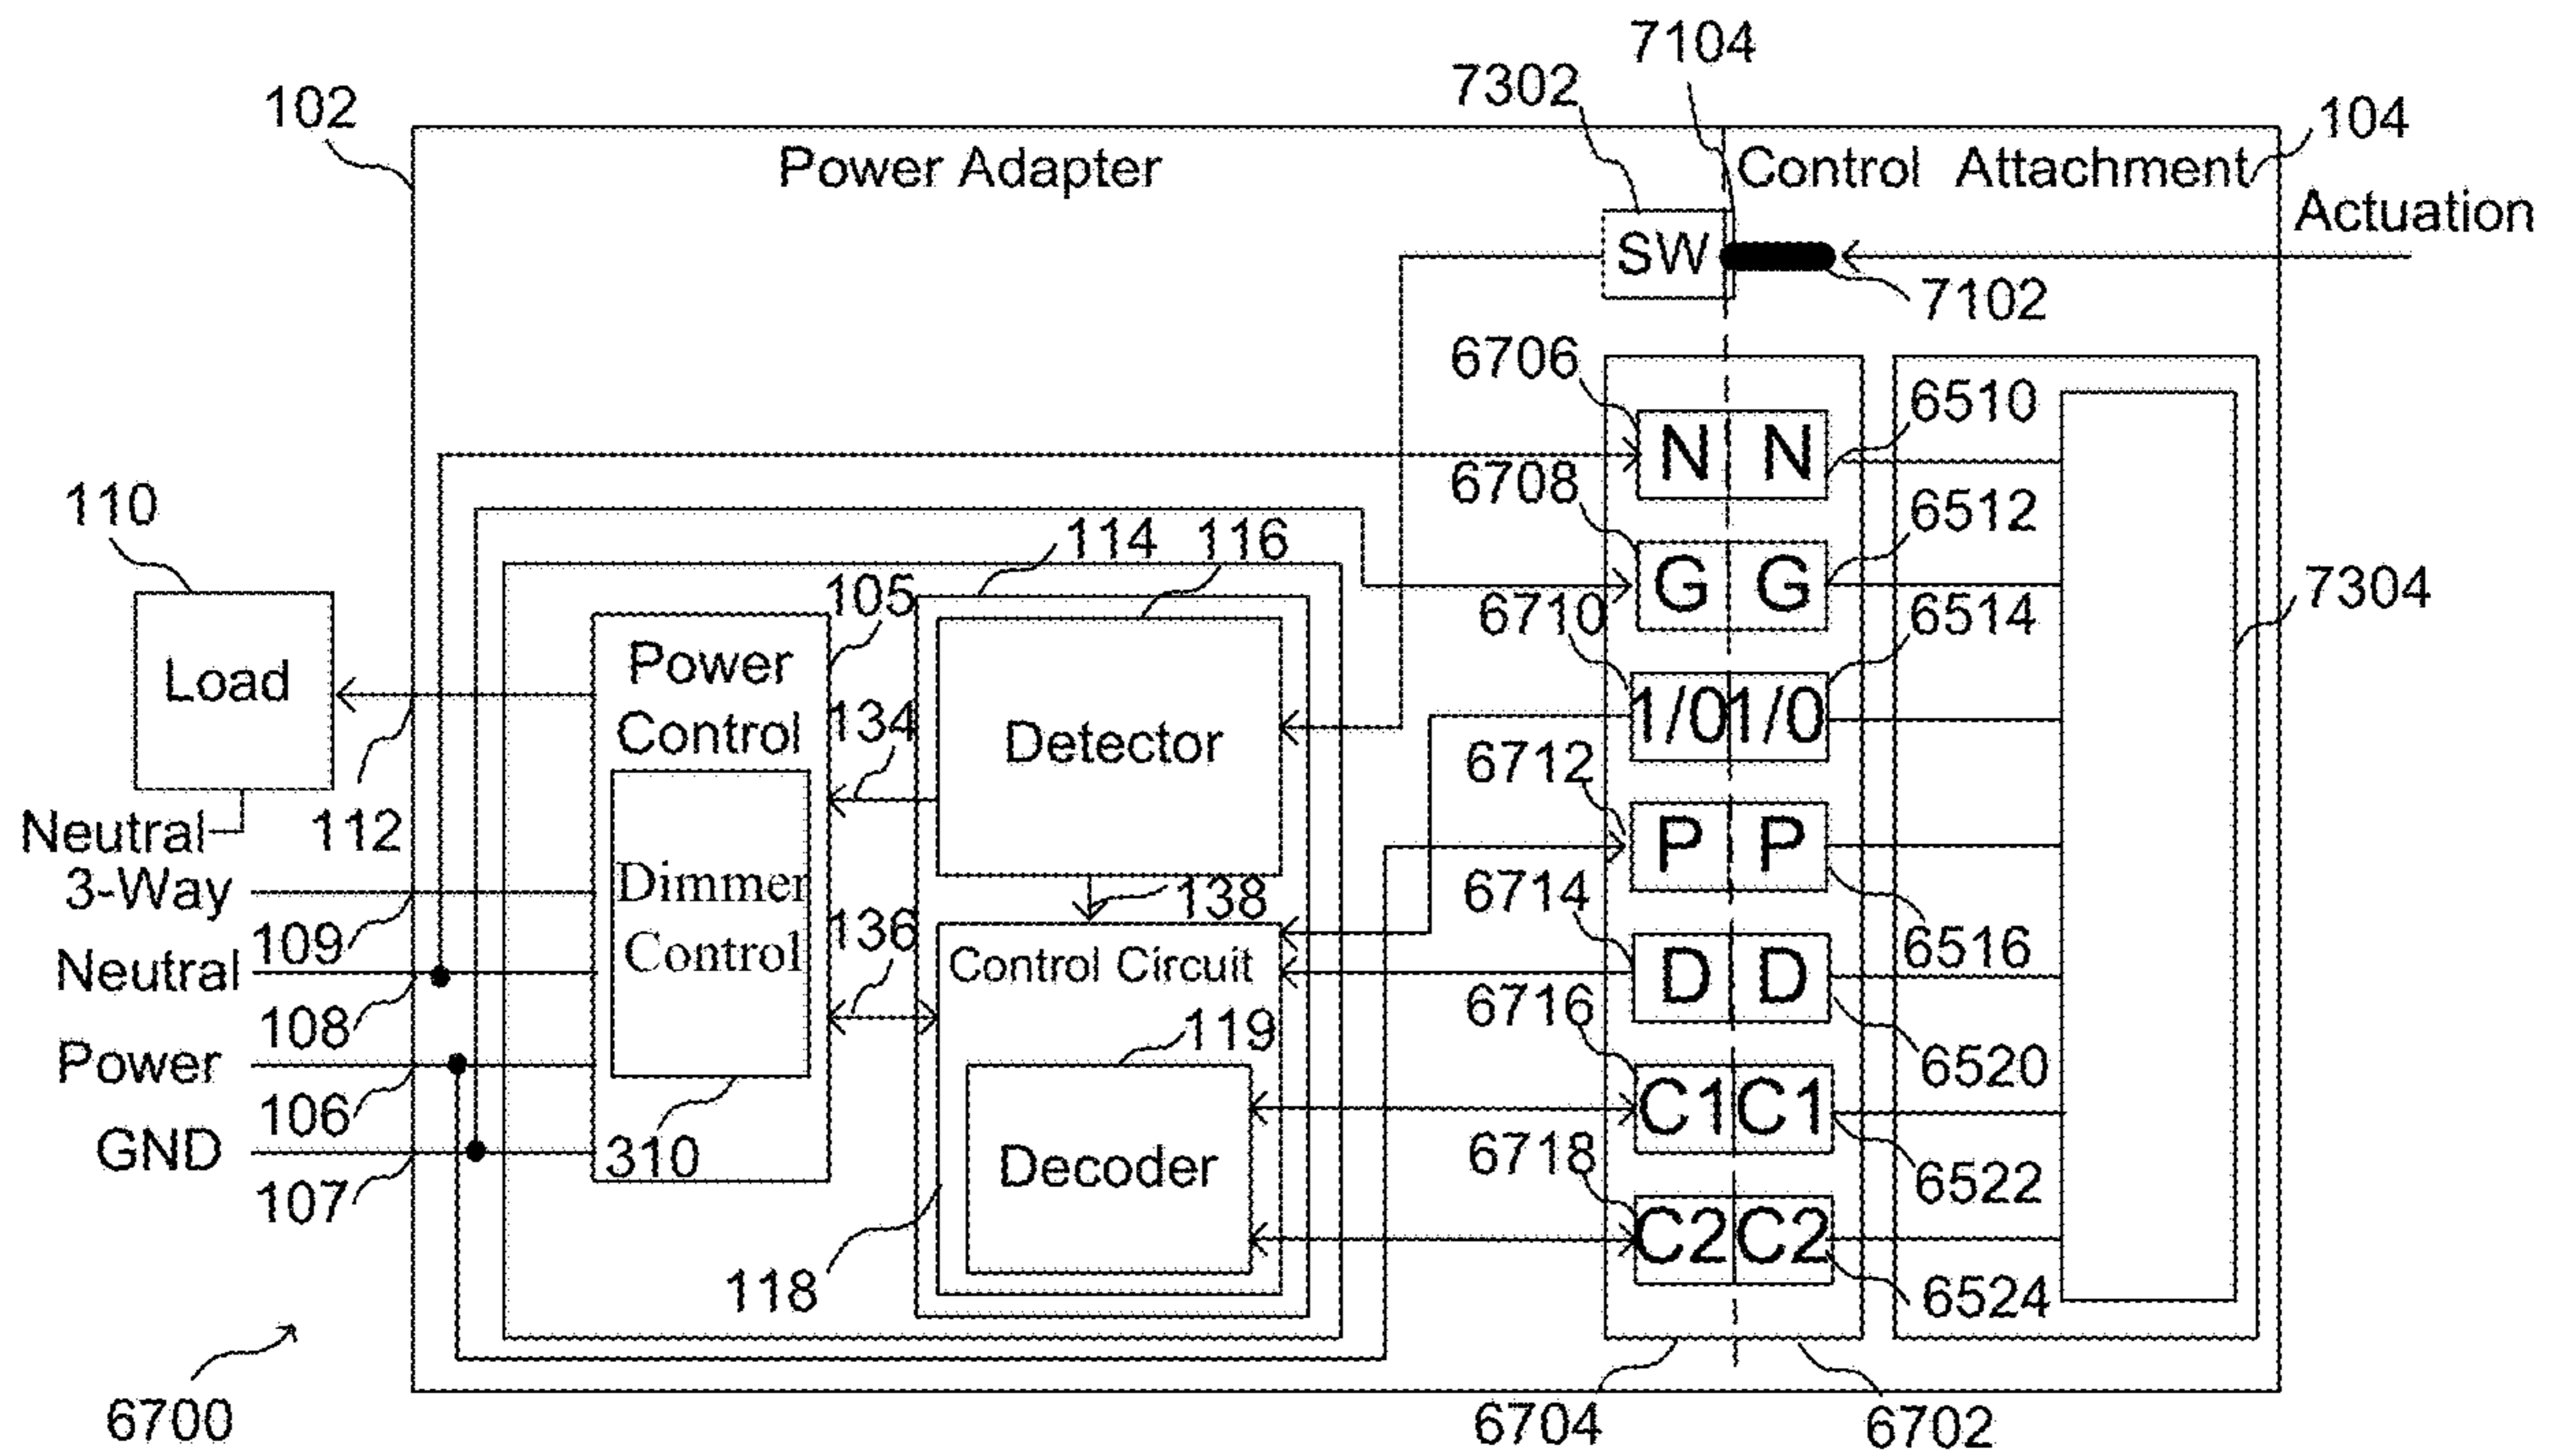 7104
7302
102
104
Power Adapter
Control Attachment
Actuation
SW
7102
6706
6510
N N
6708
6512
110
114 116
G G
105
6710
6514
7304
Load
Power
Control
134
Detector
1/0 1/0
6712
Neutral
112
P P
3-Way
Dimmer
Control
138
6714
6516
109
136
Control Circuit
D D
Neutral
108
6716
6520
119
Power
106
C1 C1
GND
310
Decoder
6718
6522
107
C2 C2
118
6524
6700
6704
6702